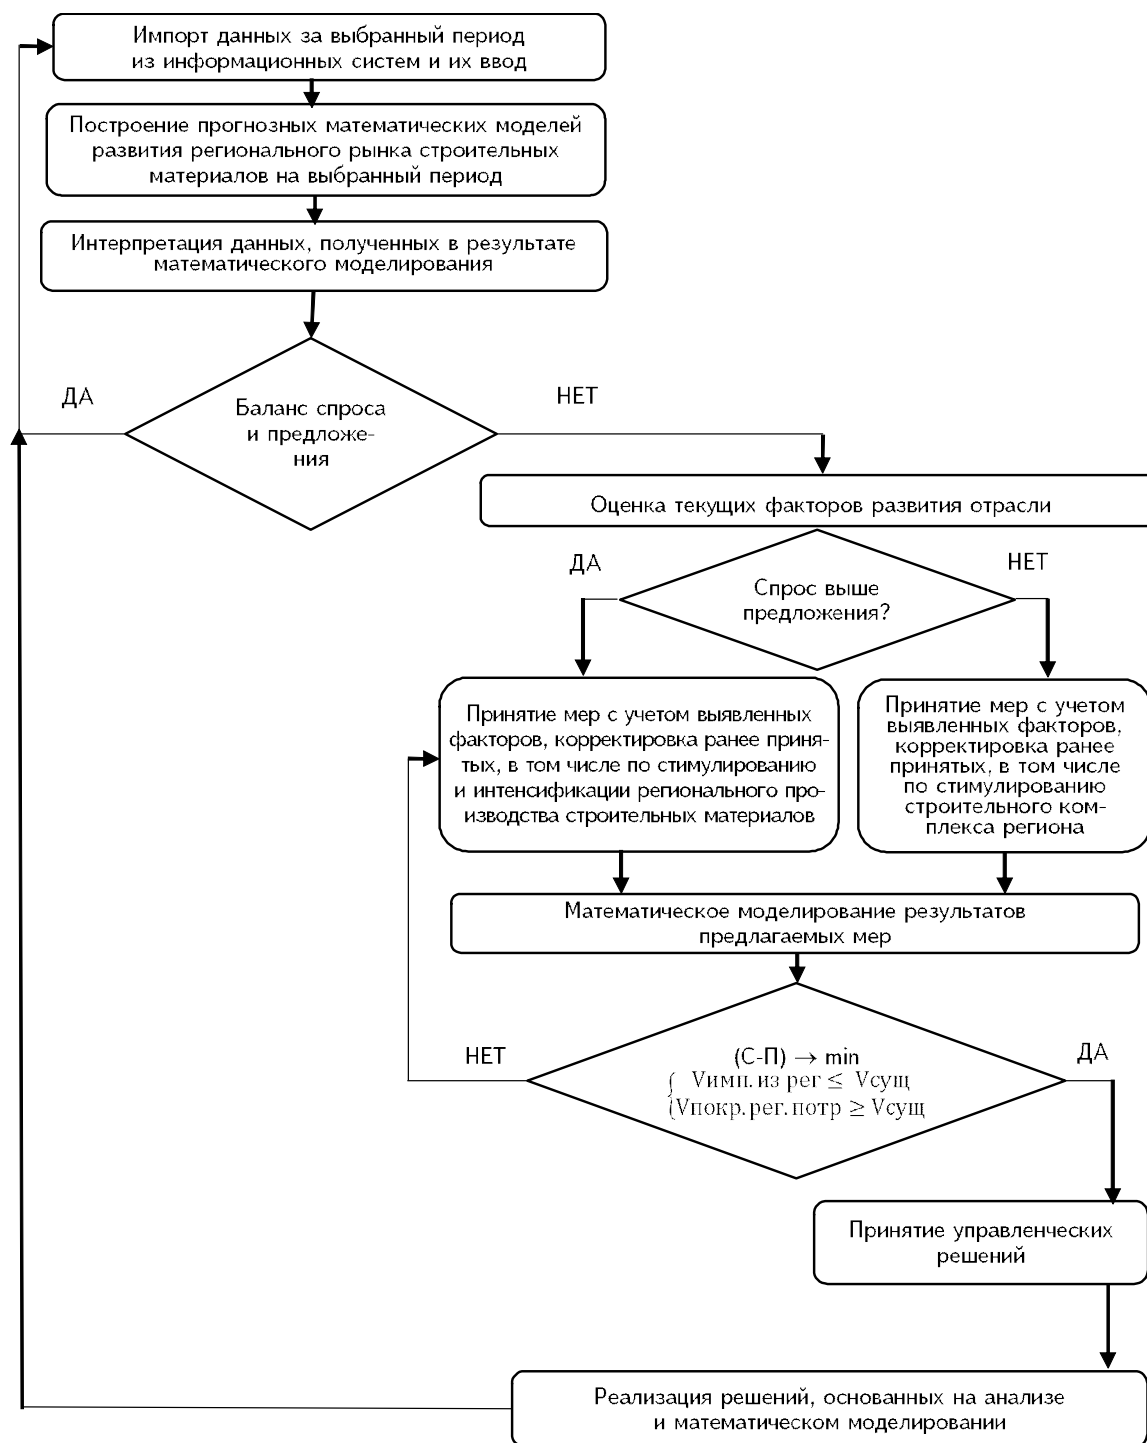 Импорт данных за выбранный период
из информационных систем и их ввод
Построение прогнозных математических моделей
развития регионального рынка строительных
материалов на выбранный период
Интерпретация данных, полученных в результате
математического моделирования
ДА
НЕТ
Баланс спроса
и предложе-
ния
Оценка текущих факторов развития отрасли
ДА
НЕТ
Спрос выше
предложения?
Принятие мер с учетом выявленных
факторов, корректировка ранее приня-
тых, в том числе по стимулированию
и интенсификации регионального про-
изводства строительных материалов
Принятие мер с учетом
выявленных факторов,
корректировка ранее
принятых, в том числе
по стимулированию
строительного ком-
плекса региона
Математическое моделирование результатов
предлагаемых мер
НЕТ
ДА
(С-П) → min
{ Vимп. из рег ≤ Vсущ
Vпокр. рег. потр ≥ Vсущ
Принятие управленческих
решений
Реализация решений, основанных на анализе
и математическом моделировании